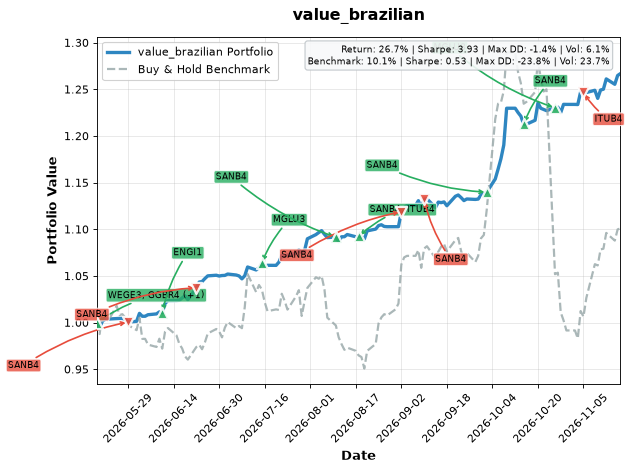 value_brazilian
value_brazilian Portfolio
Buy & Hold Benchmark
Return: 26.7% | Sharpe: 3.93 | Max DD: -1.4% | Vol: 6.1%
Benchmark: 10.1% | Sharpe: 0.53 | Max DD: -23.8% | Vol: 23.7%
1.30
1.25
1.20
1.15
1.10
1.05
1.00
0.95
Portfolio Value
SANB4
ITUB4
SANB4
SANB4
SANB4
ITUB4
MGLU3
ENGI1
SANB4
SANB4
WEGE3, GGBR4 (+2)
SANB4
SANB4
2026-05-29
2026-06-14
2026-06-30
2026-07-16
2026-08-01
2026-08-17
2026-09-02
2026-09-18
2026-10-04
2026-10-20
2026-11-05
Date